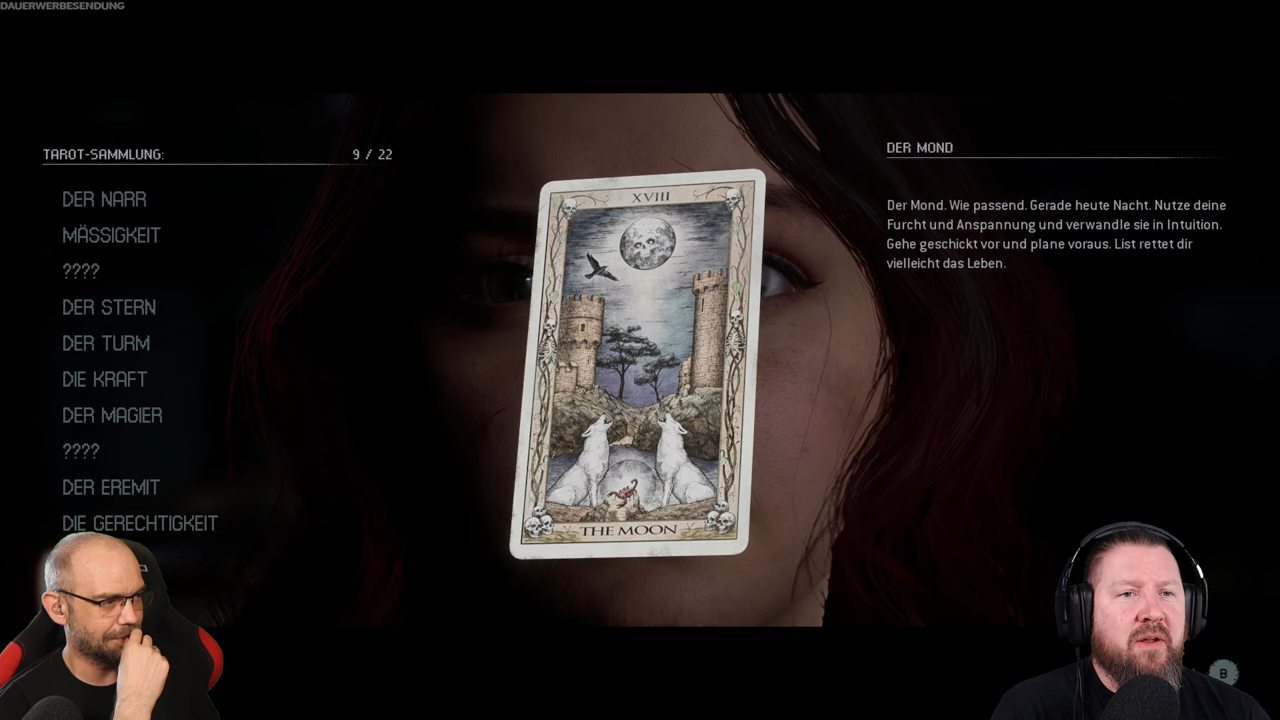 DAUERWERBESENDUNG
TAROT-SAMMLUNG: 9 / 22
DER NARR
MÄSSIGKEIT
????
DER STERN
DER TURM
DIE KRAFT
DER MAGIER
????
DER EREMIT
DIE GERECHTIGKEIT
XVIII
THE MOON
DER MOND
Der Mond. Wie passend. Gerade heute Nacht. Nutze deine
Furcht und Anspannung und verwandle sie in Intuition.
Gehe geschickt vor und plane voraus. List rettet dir
vielleicht das Leben.
B